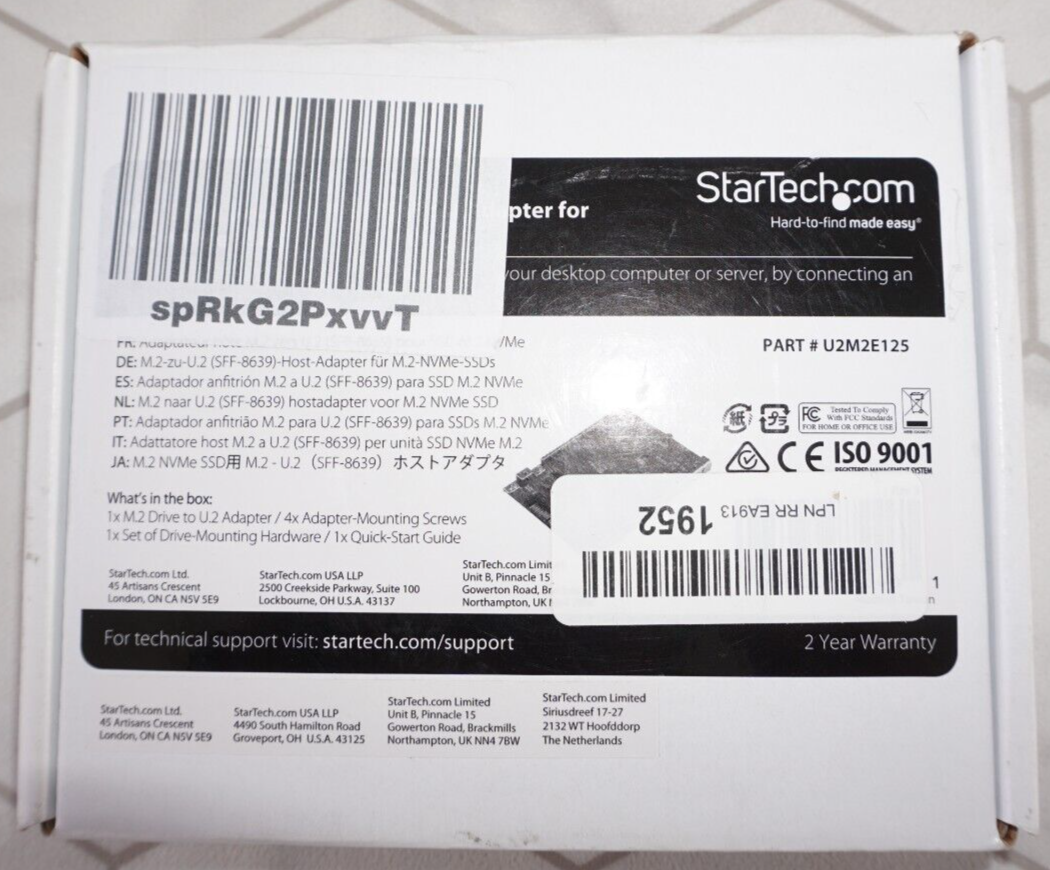 StarTech.com
Hard-to-find made easy®
pter for
your desktop computer or server, by connecting an
spRkG2PxvvT
/Me
DE: M.2-zu-U.2 (SFF-8639)-Host-Adapter für M.2-NVMe-SSDs
ES: Adaptador anfitrión M.2 a U.2 (SFF-8639) para SSD M.2 NVMe
NL: M.2 naar U.2 (SFF-8639) hostadapter voor M.2 NVMe SSD
PT: Adaptador anfitrião M.2 para U.2 (SFF-8639) para SSDs M.2 NVMe
IT: Adattatore host M.2 a U.2 (SFF-8639) per unità SSD NVMe M.2
JA: M.2 NVMe SSD用 M.2 - U.2（SFF-8639）ホストアダプタ
PART # U2M2E125
紙
プラ
FC Tested To Comply
With FCC Standards
FOR HOME OR OFFICE USE
CE ISO 9001
REGISTERED MANAGEMENT SYSTEM
What's in the box:
1x M.2 Drive to U.2 Adapter / 4x Adapter-Mounting Screws
1x Set of Drive-Mounting Hardware / 1x Quick-Start Guide
LPN RR EA913 1952
StarTech.com Ltd.
45 Artisans Crescent
London, ON CA N5V 5E9
StarTech.com USA LLP
2500 Creekside Parkway, Suite 100
Lockbourne, OH U.S.A. 43137
StarTech.com Limit
Unit B, Pinnacle 15
Gowerton Road, Br
Northampton, UK
1
n
For technical support visit: startech.com/support
2 Year Warranty
StarTech.com Ltd.
45 Artisans Crescent
London, ON CA N5V 5E9
StarTech.com USA LLP
4490 South Hamilton Road
Groveport, OH U.S.A. 43125
StarTech.com Limited
Unit B, Pinnacle 15
Gowerton Road, Brackmills
Northampton, UK NN4 7BW
StarTech.com Limited
Siriusdreef 17-27
2132 WT Hoofddorp
The Netherlands